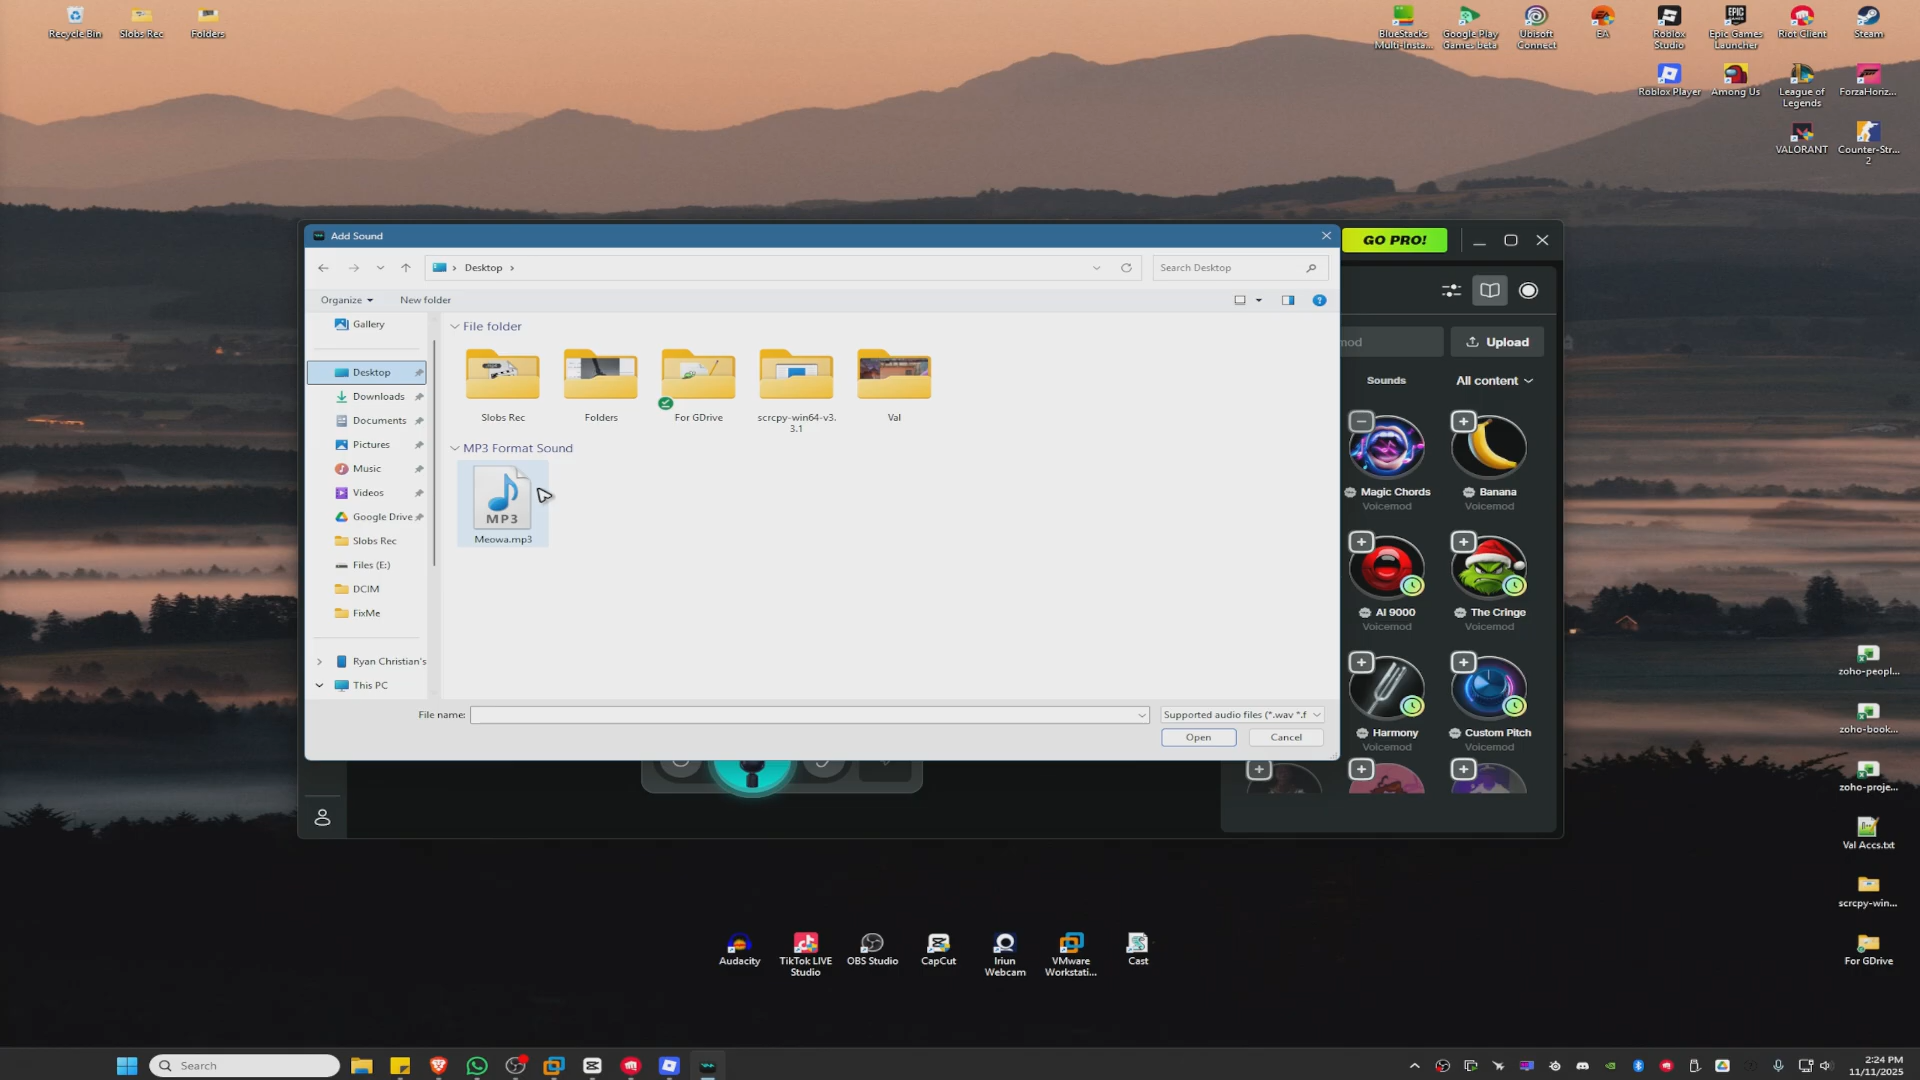 Recycle Bin
Slobs Rec
Folders
BlueStacks
Multi-Insta...
Google Play
Games beta
Ubisoft
Connect
EA
Roblox
Studio
Epic Games
Launcher
Riot Client
Steam
Roblox Player
Among Us
League of
Legends
ForzaHoriz...
VALORANT
Counter-Str...
2
Add Sound
GO PRO!
Desktop
Search Desktop
Organize
New folder
Gallery
Desktop
Downloads
Documents
Pictures
Music
Videos
Google Drive
Slobs Rec
Files (E:)
DCIM
FixMe
Ryan Christian's
This PC
File folder
Slobs Rec
Folders
For GDrive
scrcpy-win64-v3.
3.1
Val
MP3 Format Sound
MP3
Meowa.mp3
File name:
Supported audio files (*.wav *.f
Open
Cancel
mod
Upload
Sounds
All content
Magic Chords
Voicemod
Banana
Voicemod
AI 9000
Voicemod
The Cringe
Voicemod
Harmony
Voicemod
Custom Pitch
Voicemod
zoho-peopl...
zoho-book...
zoho-proje...
Val Accs.txt
scrcpy-win...
For GDrive
Audacity
TikTok LIVE
Studio
OBS Studio
CapCut
Iriun
Webcam
VMware
Workstati...
Cast
Search
2:24 PM
11/11/2025